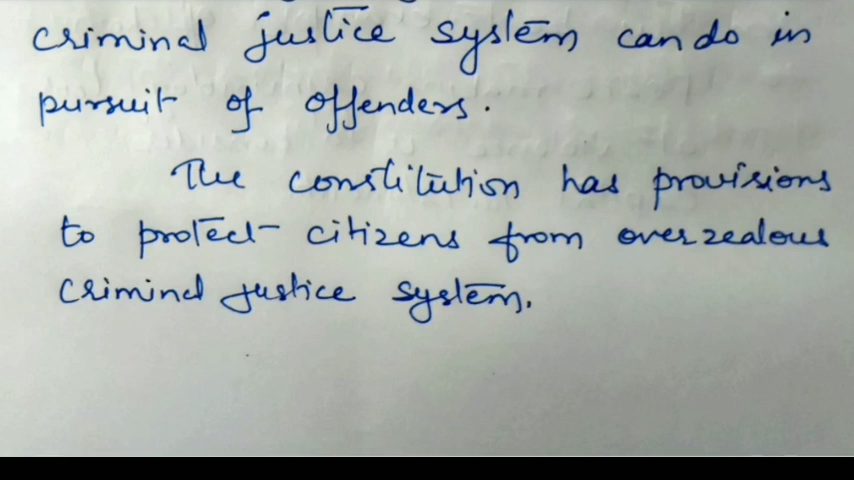 criminal justice system can do in
pursuit of offenders.
The constitution has provisions
to protect citizens from overzealous
criminal justice system.